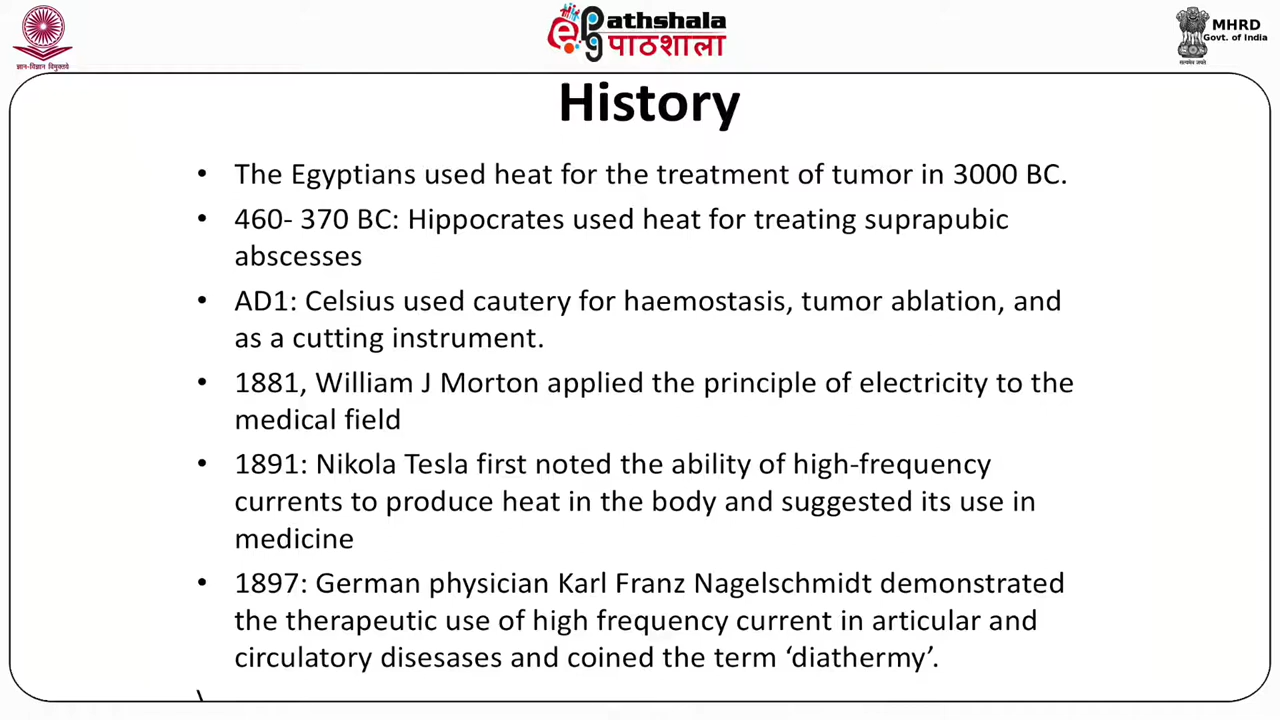 ज्ञान-विज्ञान विमुक्तये
ePathshala
पाठशाला
MHRD
Govt. of India
सत्यमेव जयते
History
• The Egyptians used heat for the treatment of tumor in 3000 BC.
• 460- 370 BC: Hippocrates used heat for treating suprapubic
abscesses
• AD1: Celsius used cautery for haemostasis, tumor ablation, and
as a cutting instrument.
• 1881, William J Morton applied the principle of electricity to the
medical field
• 1891: Nikola Tesla first noted the ability of high-frequency
currents to produce heat in the body and suggested its use in
medicine
• 1897: German physician Karl Franz Nagelschmidt demonstrated
the therapeutic use of high frequency current in articular and
circulatory disesases and coined the term ‘diathermy’.
\